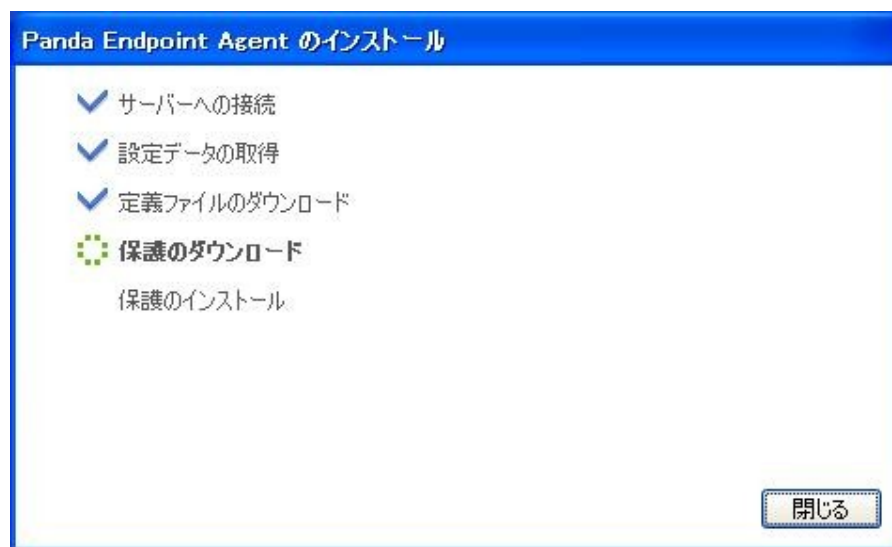 Panda Endpoint Agent のインストール
サーバーへの接続
設定データの取得
定義ファイルのダウンロード
保護のダウンロード
保護のインストール
閉じる